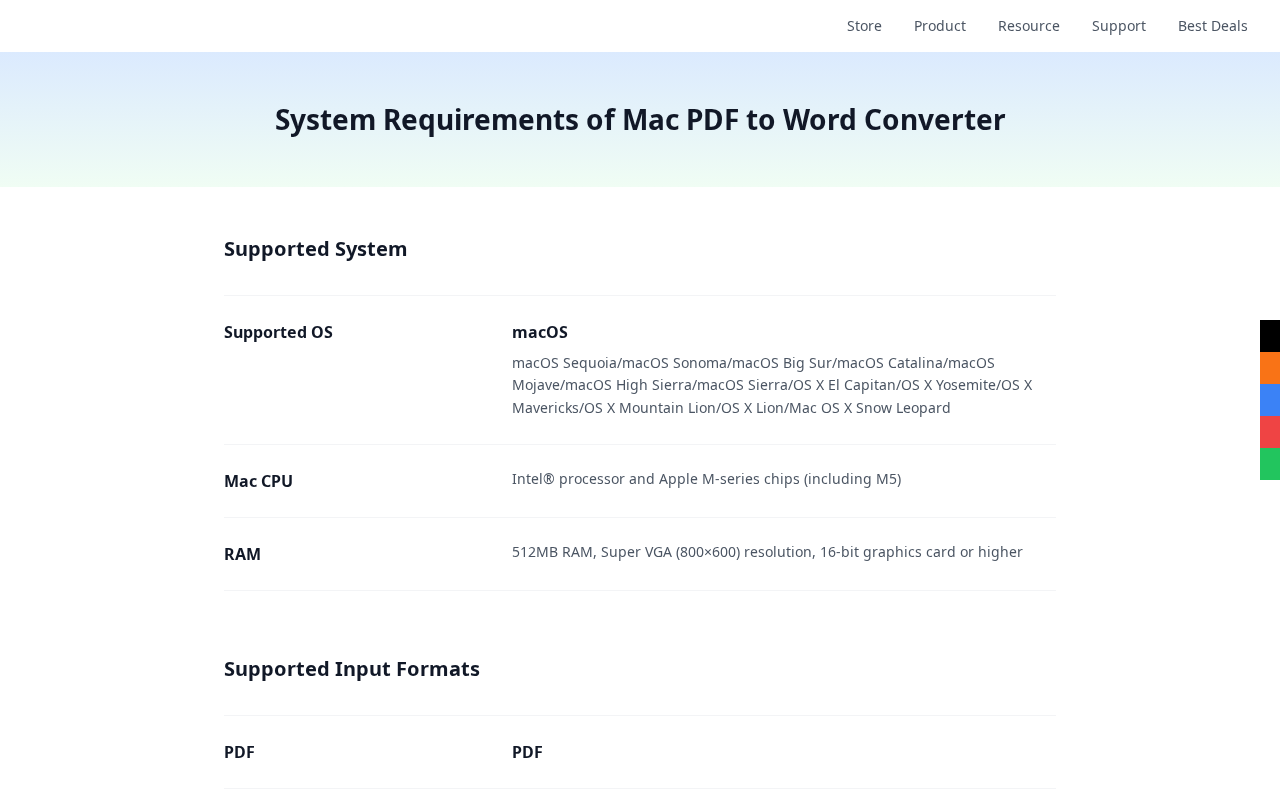 Store Product Resource Support Best Deals
System Requirements of Mac PDF to Word Converter
Supported System
Supported OS
macOS
macOS Sequoia/macOS Sonoma/macOS Big Sur/macOS Catalina/macOS
Mojave/macOS High Sierra/macOS Sierra/OS X El Capitan/OS X Yosemite/OS X
Mavericks/OS X Mountain Lion/OS X Lion/Mac OS X Snow Leopard
Mac CPU
Intel® processor and Apple M-series chips (including M5)
RAM
512MB RAM, Super VGA (800×600) resolution, 16-bit graphics card or higher
Supported Input Formats
PDF
PDF